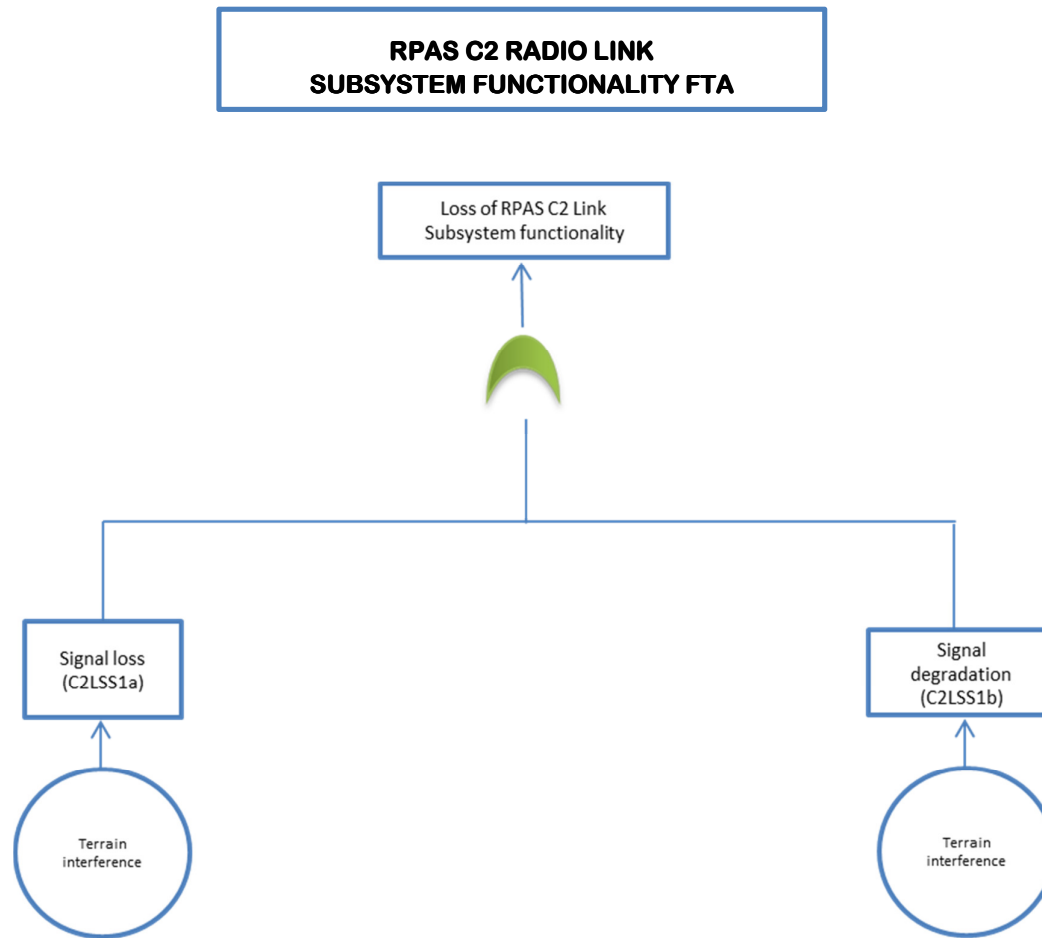 RPAS C2 RADIO LINK
SUBSYSTEM FUNCTIONALITY FTA
Loss of RPAS C2 Link
Subsystem functionality
Signal loss
(C2LSS1a)
Signal
degradation
(C2LSS1b)
Terrain
interference
Terrain
interference